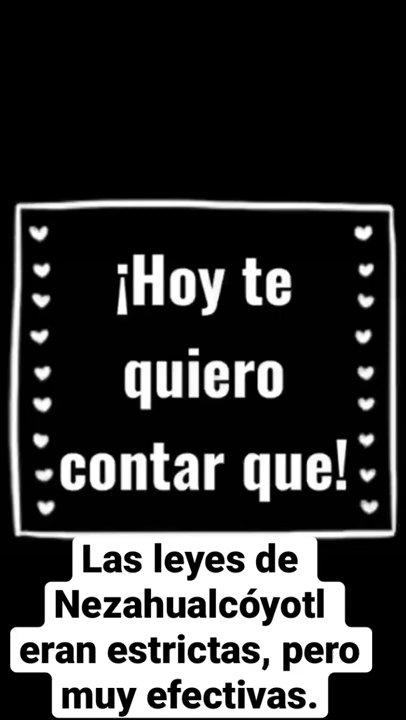 ¡Hoy te
quiero
contar que!
Las leyes de
Nezahualcóyotl
eran estrictas, pero
muy efectivas.